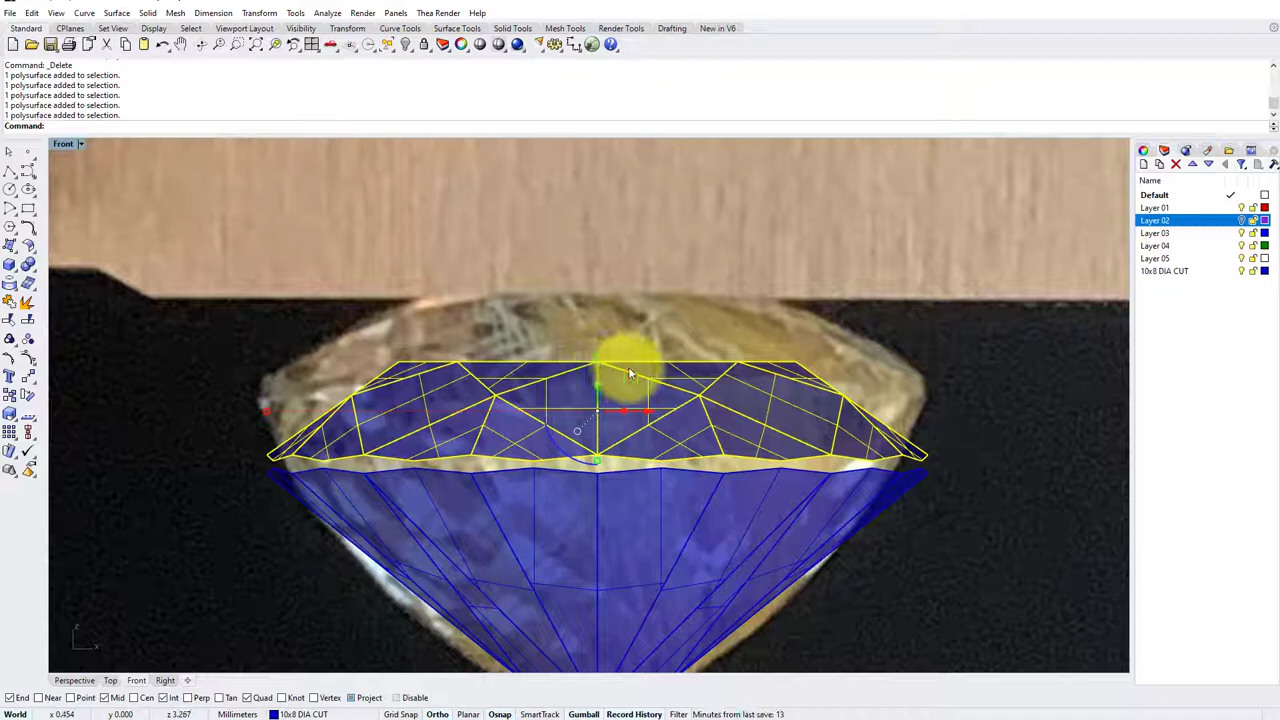 File Edit View Curve Surface Solid Mesh Dimension Transform Tools Analyze Render Panels Thea Render Help
Standard CPlanes Set View Display Select Viewport Layout Visibility Transform Curve Tools Surface Tools Solid Tools Mesh Tools Render Tools Drafting New in V6
Command: _Delete
1 polysurface added to selection.
1 polysurface added to selection.
1 polysurface added to selection.
1 polysurface added to selection.
1 polysurface added to selection.
Command:
Front
Name
Default
Layer 01
Layer 02
Layer 03
Layer 04
Layer 05
10x8 DIA CUT
z
x
Perspective Top Front Right
End Near Point Mid Cen Int Perp Tan Quad Knot Vertex Project Disable
World x 0.454 y 0.000 z 3.267 Millimeters 10x8 DIA CUT Grid Snap Ortho Planar Osnap SmartTrack Gumball Record History Filter Minutes from last save: 13